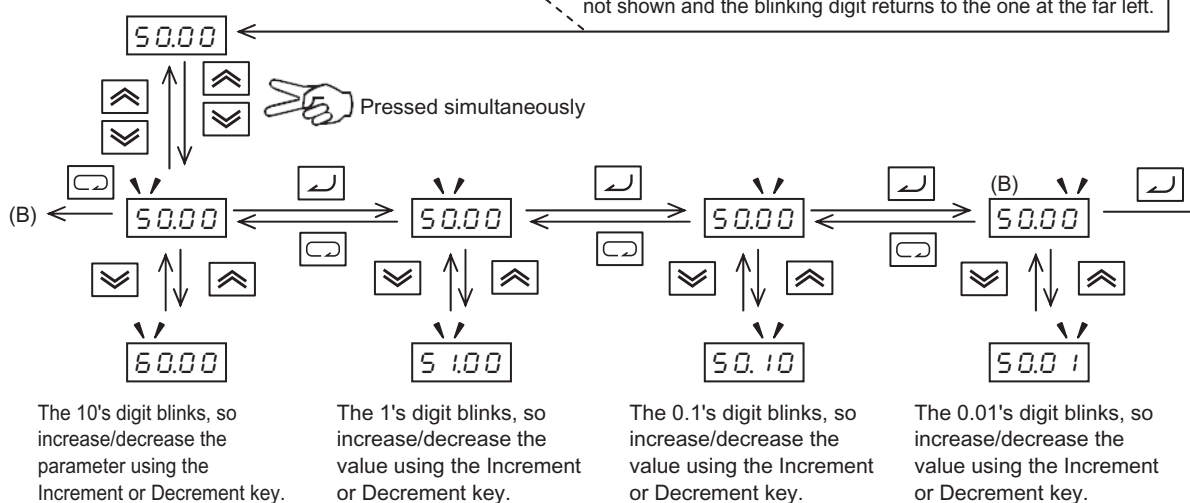 not shown and the blinking digit returns to the one at the far left.
50.00
Pressed simultaneously
(B)
50.00
50.00
50.00
(B)
50.00
60.00
51.00
50.10
50.01
The 10's digit blinks, so
increase/decrease the
parameter using the
Increment or Decrement key.
The 1's digit blinks, so
increase/decrease the
value using the Increment
or Decrement key.
The 0.1's digit blinks, so
increase/decrease the
value using the Increment
or Decrement key.
The 0.01's digit blinks, so
increase/decrease the
value using the Increment
or Decrement key.